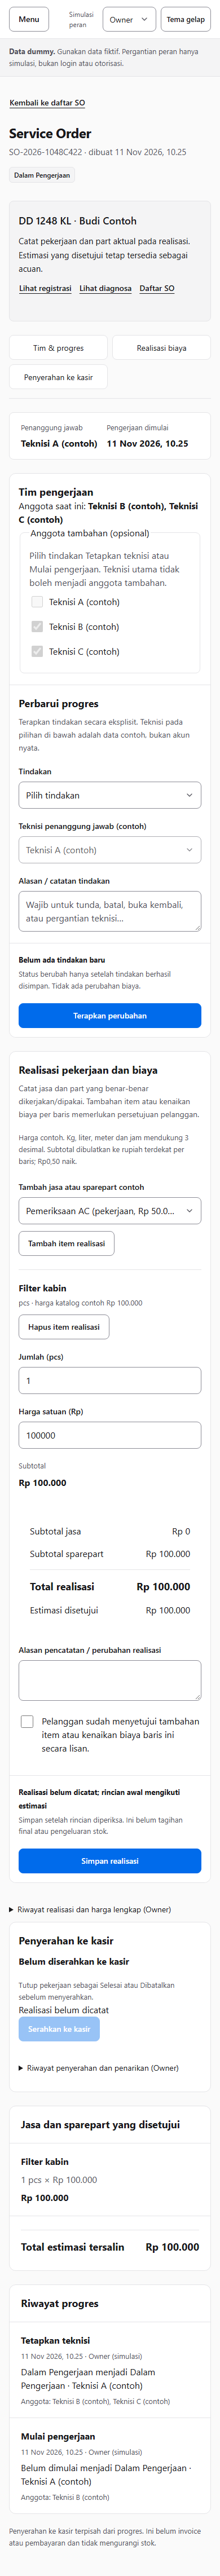 Menu
Simulasi peran
Owner
Tema gelap
Data dummy. Gunakan data fiktif. Pergantian peran hanya
simulasi, bukan login atau otorisasi.
Kembali ke daftar SO
Service Order
SO-2026-1048C422 · dibuat 11 Nov 2026, 10.25
Dalam Pengerjaan
DD 1248 KL · Budi Contoh
Catat pekerjaan dan part aktual pada realisasi.
Estimasi yang disetujui tetap tersedia sebagai
acuan.
Lihat registrasi Lihat diagnosa Daftar SO
Tim & progres
Realisasi biaya
Penyerahan ke kasir
Penanggung jawab
Teknisi A (contoh)
Pengerjaan dimulai
11 Nov 2026, 10.25
Tim pengerjaan
Anggota saat ini: Teknisi B (contoh), Teknisi
C (contoh)
Anggota tambahan (opsional)
Pilih tindakan Tetapkan teknisi atau
Mulai pengerjaan. Teknisi utama tidak
boleh menjadi anggota tambahan.
Teknisi A (contoh)
Teknisi B (contoh)
Teknisi C (contoh)
Perbarui progres
Terapkan tindakan secara eksplisit. Teknisi pada
pilihan di bawah adalah data contoh, bukan akun
nyata.
Tindakan
Pilih tindakan
Teknisi penanggung jawab (contoh)
Teknisi A (contoh)
Alasan / catatan tindakan
Wajib untuk tunda, batal, buka kembali,
atau pergantian teknisi...
Belum ada tindakan baru
Status berubah hanya setelah tindakan berhasil
disimpan. Tidak ada perubahan biaya.
Terapkan perubahan
Realisasi pekerjaan dan biaya
Catat jasa dan part yang benar-benar
dikerjakan/dipakai. Tambahan item atau kenaikan
biaya per baris memerlukan persetujuan pelanggan.
Harga contoh. Kg, liter, meter dan jam mendukung 3
desimal. Subtotal dibulatkan ke rupiah terdekat per
baris; Rp0,50 naik.
Tambah jasa atau sparepart contoh
Pemeriksaan AC (pekerjaan, Rp 50.0...
Tambah item realisasi
Filter kabin
pcs · harga katalog contoh Rp 100.000
Hapus item realisasi
Jumlah (pcs)
1
Harga satuan (Rp)
100000
Subtotal
Rp 100.000
Subtotal jasa Rp 0
Subtotal sparepart Rp 100.000
Total realisasi Rp 100.000
Estimasi disetujui Rp 100.000
Alasan pencatatan / perubahan realisasi
Pelanggan sudah menyetujui tambahan
item atau kenaikan biaya baris ini
secara lisan.
Realisasi belum dicatat; rincian awal mengikuti
estimasi
Simpan setelah rincian diperiksa. Ini belum tagihan
final atau pengeluaran stok.
Simpan realisasi
Riwayat realisasi dan harga lengkap (Owner)
Penyerahan ke kasir
Belum diserahkan ke kasir
Tutup pekerjaan sebagai Selesai atau Dibatalkan
sebelum menyerahkan.
Realisasi belum dicatat
Serahkan ke kasir
Riwayat penyerahan dan penarikan (Owner)
Jasa dan sparepart yang disetujui
Filter kabin
1 pcs × Rp 100.000
Rp 100.000
Total estimasi tersalin Rp 100.000
Riwayat progres
Tetapkan teknisi
11 Nov 2026, 10.25 · Owner (simulasi)
Dalam Pengerjaan menjadi Dalam
Pengerjaan · Teknisi A (contoh)
Anggota: Teknisi B (contoh), Teknisi C (contoh)
Mulai pengerjaan
11 Nov 2026, 10.25 · Owner (simulasi)
Belum dimulai menjadi Dalam Pengerjaan ·
Teknisi A (contoh)
Anggota: Teknisi B (contoh)
Penyerahan ke kasir terpisah dari progres. Ini belum invoice
atau pembayaran dan tidak mengurangi stok.